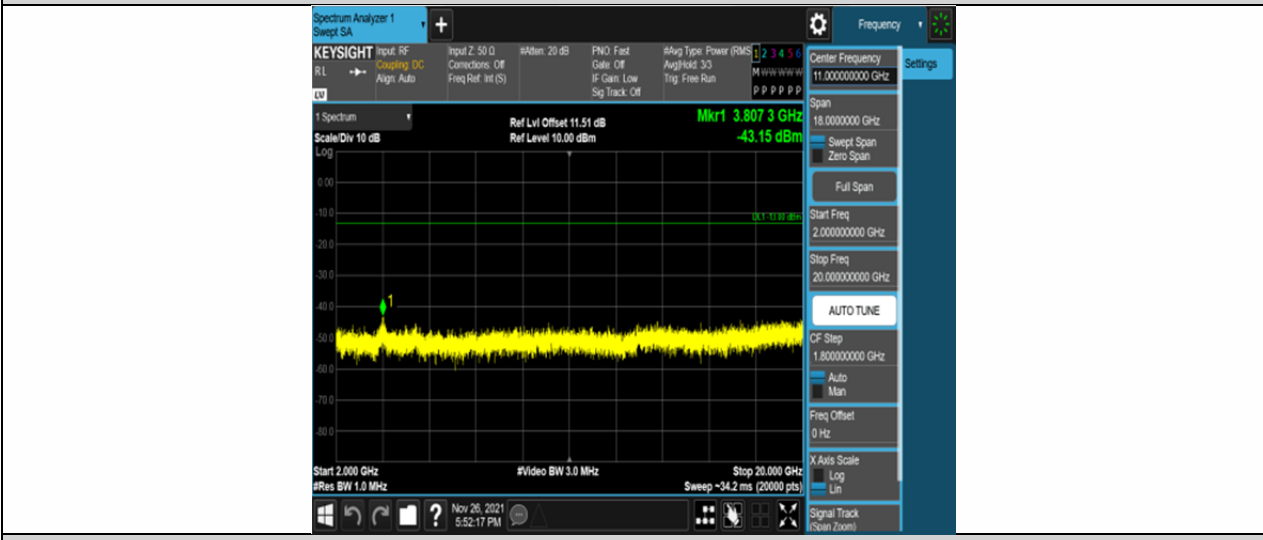 Spectrum Analyzer 1
Swept SA
+
Frequency
KEYSIGHT
RL
LXI
Input: RF
Coupling: DC
Align: Auto
Input Z: 50 Ω
Corrections: Off
Freq Ref: Int (S)
#Atten: 20 dB
PNO: Fast
Gate: Off
IF Gain: Low
Sig Track: Off
#Avg Type: Power (RMS
Avg|Hold: 3/3
Trig: Free Run
1 2 3 4 5 6
M W W W W W
P P P P P P
1 Spectrum
Scale/Div 10 dB
Ref Lvl Offset 11.51 dB
Ref Level 10.00 dBm
Mkr1 3.807 3 GHz
-43.15 dBm
Log
0.00
-10.0
DL1 -13.00 dBm
-20.0
-30.0
-40.0
1
-50.0
-60.0
-70.0
-80.0
Start 2.000 GHz
#Res BW 1.0 MHz
#Video BW 3.0 MHz
Stop 20.000 GHz
Sweep ~34.2 ms (20000 pts)
Nov 26, 2021
5:52:17 PM
?
Center Frequency
11.000000000 GHz
Settings
Span
18.0000000 GHz
Swept Span
Zero Span
Full Span
Start Freq
2.000000000 GHz
Stop Freq
20.000000000 GHz
AUTO TUNE
CF Step
1.800000000 GHz
Auto
Man
Freq Offset
0 Hz
X Axis Scale
Log
Lin
Signal Track
(Span Zoom)